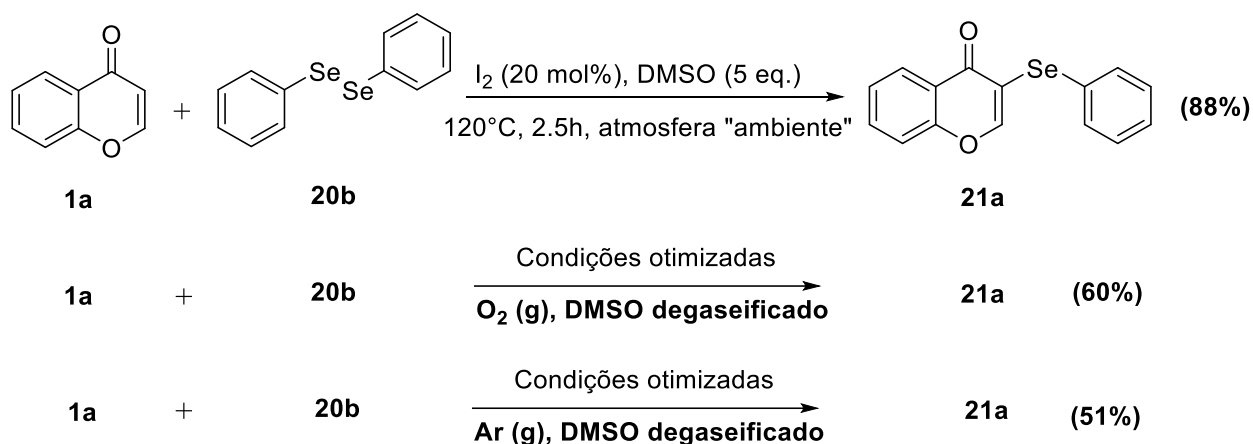 O
O
+
Se
Se
I2 (20 mol%), DMSO (5 eq.)
120°C, 2.5h, atmosfera "ambiente"
O
O
Se
(88%)
1a
20b
21a
1a + 20b
Condições otimizadas
O2 (g), DMSO degaseificado
21a (60%)
1a + 20b
Condições otimizadas
Ar (g), DMSO degaseificado
21a (51%)